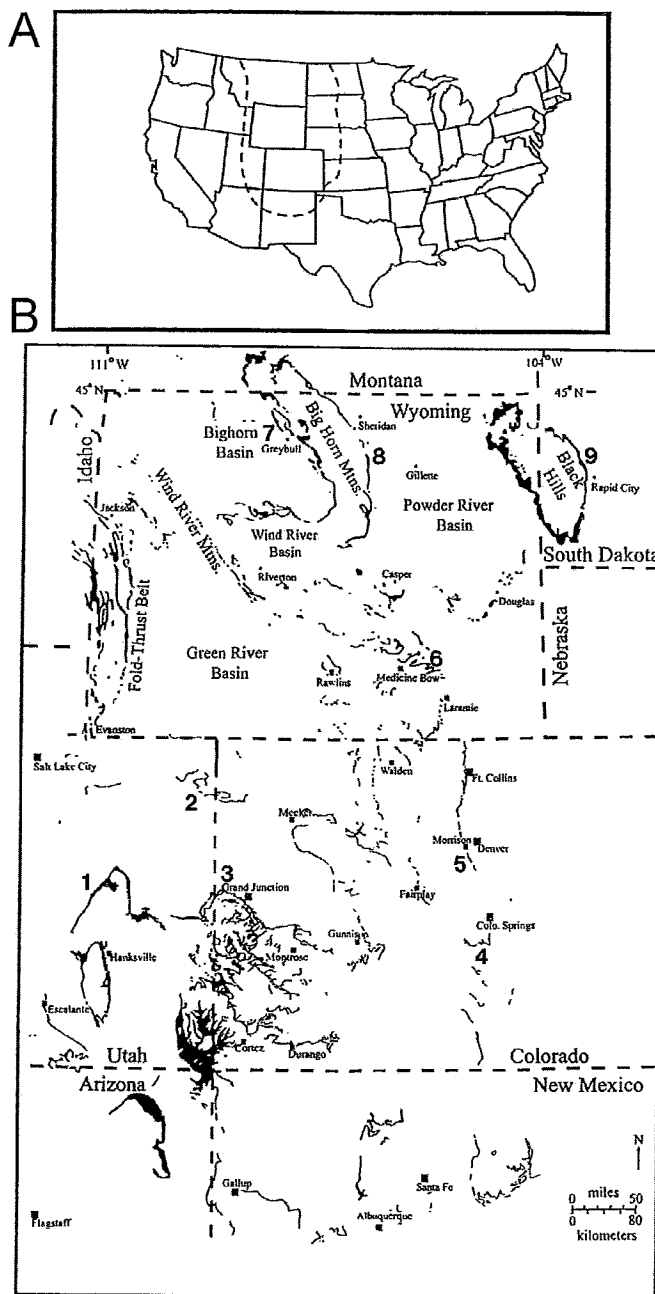 A
B
111° W
104° W
45° N
Montana
45° N
Wyoming
Idaho
Bighorn
Basin
7
Greybull
Big Horn Mtns.
Sheridan
8
Gillette
Black
Hills
9
Rapid City
Jackson
Wind River Mtns.
Powder River
Basin
Wind River
Basin
South Dakota
Riverton
Casper
Douglas
Fold-Thrust Belt
Green River
Basin
Nebraska
6
Rawlins
Medicine Bow
Laramie
Evanston
Salt Lake City
Walden
Ft. Collins
2
Meeker
Morrison
Denver
5
1
3
Grand Junction
Fairplay
Colo. Springs
Gunnison
4
Hanksville
3
Montrose
Escalante
Cortez
Durango
Utah
Colorado
Arizona
New Mexico
N
Gallup
Santa Fe
0 miles 50
0 80
kilometers
Flagstaff
Albuquerque